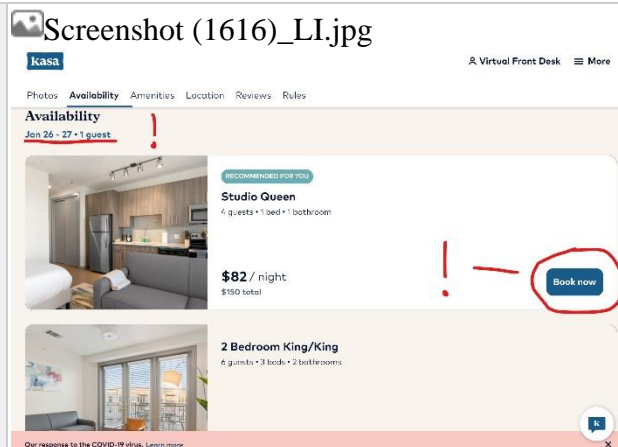 Screenshot (1616)_LI.jpg
kasa
Virtual Front Desk
More
Photos Availability Amenities Location Reviews Rules
Availability
Jan 26 - 27 • 1 guest
!
RECOMMENDED FOR YOU
Studio Queen
4 guests • 1 bed • 1 bathroom
$82 / night
$150 total
! Book now
2 Bedroom King/King
6 guests • 3 beds • 2 bathrooms
K
Our response to the COVID-19 virus. Learn more
X